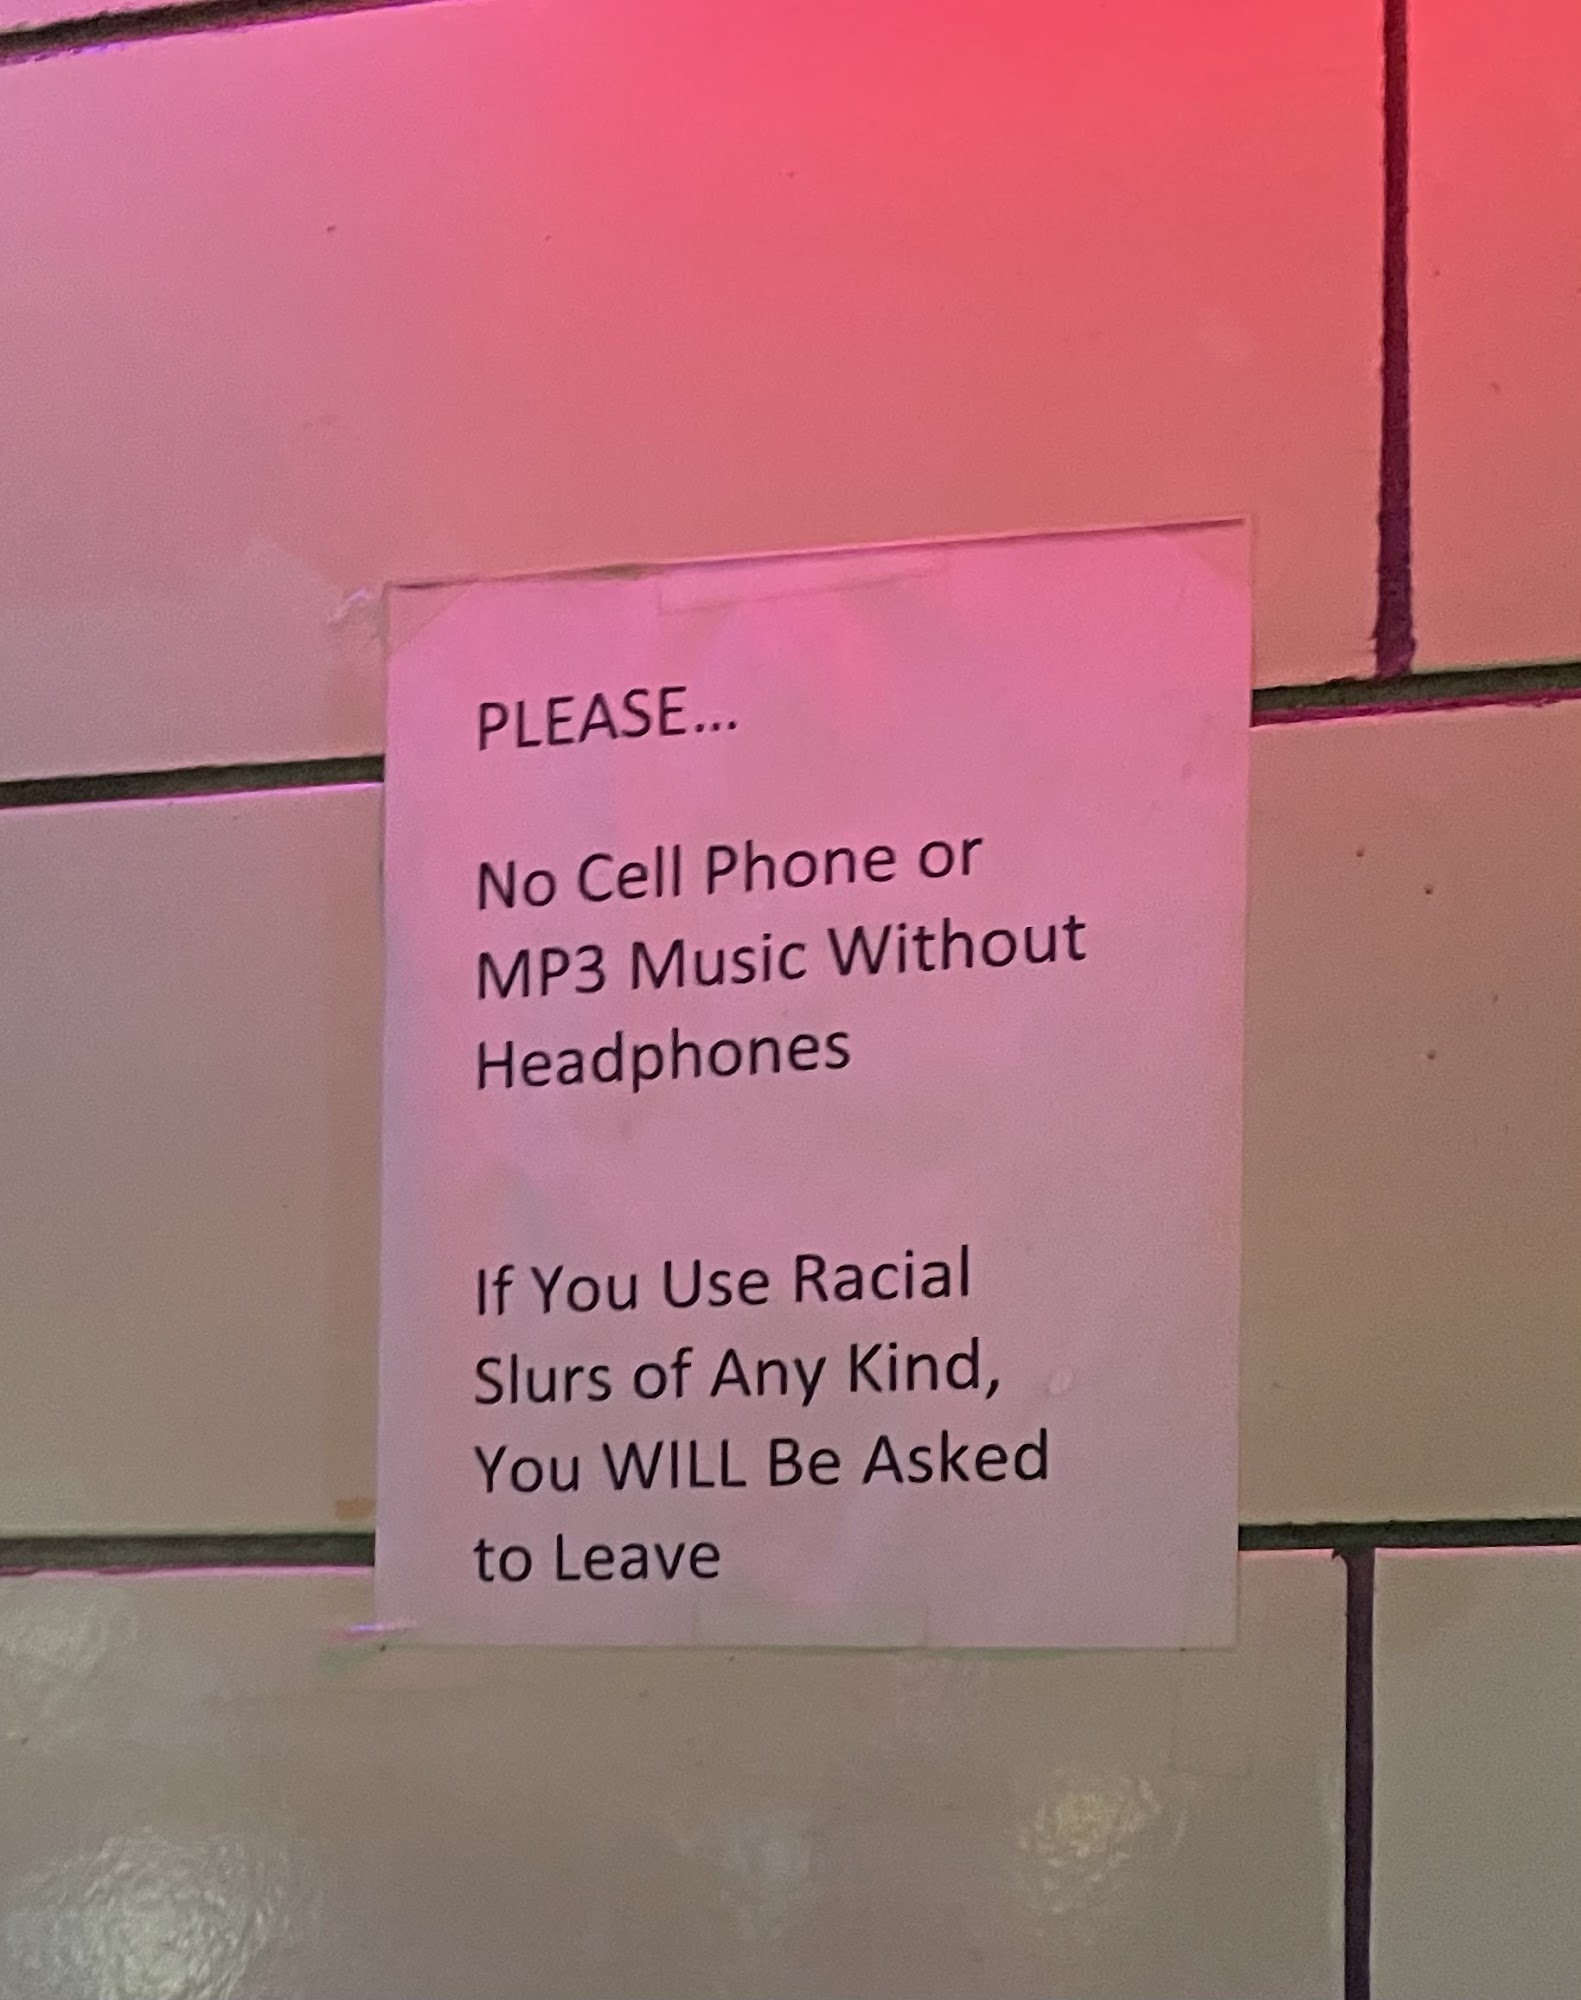 PLEASE...
No Cell Phone or
MP3 Music Without
Headphones
If You Use Racial
Slurs of Any Kind,
You WILL Be Asked
to Leave